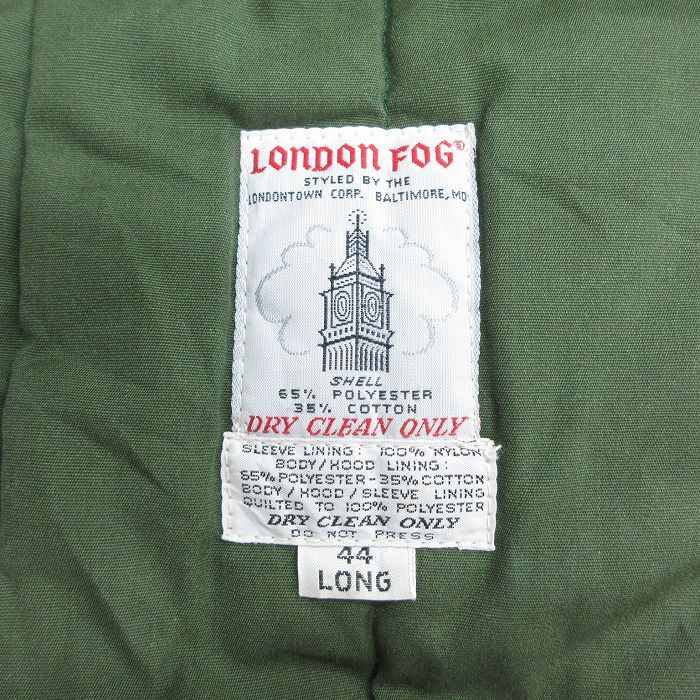 LONDON FOG®
STYLED BY THE
LONDONTOWN CORP. BALTIMORE, MD.
SHELL
65% POLYESTER
35% COTTON
DRY CLEAN ONLY
SLEEVE LINING: 100% NYLON
BODY/HOOD LINING:
65% POLYESTER-35% COTTON
BODY/HOOD/SLEEVE LINING
QUILTED TO 100% POLYESTER
DRY CLEAN ONLY
DO NOT PRESS
44
LONG